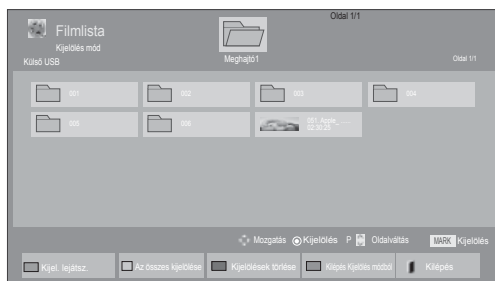 Oldal 1/1
Filmlista
Kijelölés mód
Külső USB
Meghajtó1
Oldal 1/1
001
002
003
004
005
006
051. Apple_ ......
02:30:25
Mozgatás
Kijelölés
P
Oldalváltás
MARK Kijelölés
Kijel. lejátsz.
Az összes kijelölése
Kijelölések törlése
Kilépés Kijelölés módból
Kilépés